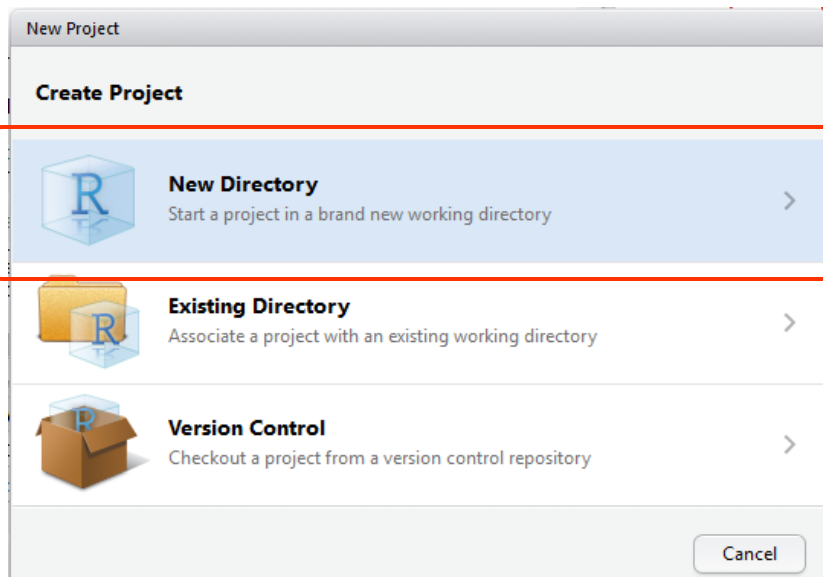 New Project
Create Project
R
New Directory
Start a project in a brand new working directory
R
Existing Directory
Associate a project with an existing working directory
R
Version Control
Checkout a project from a version control repository
Cancel